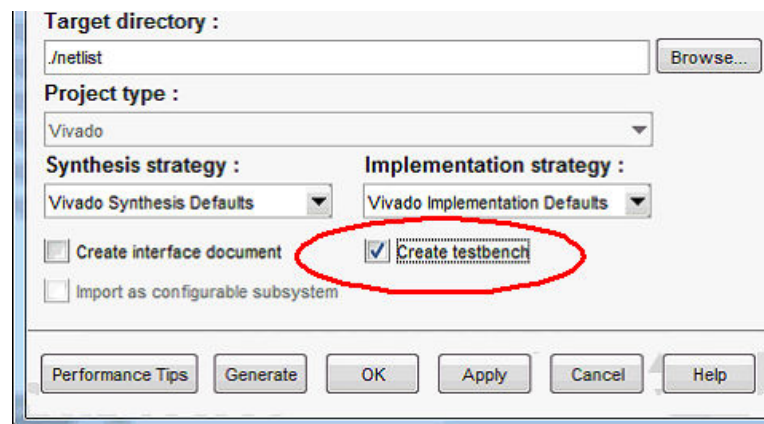 Target directory :
./netlist Browse...
Project type :
Vivado
Synthesis strategy : Implementation strategy :
Vivado Synthesis Defaults Vivado Implementation Defaults
Create interface document Create testbench
Import as configurable subsystem
Performance Tips Generate OK Apply Cancel Help